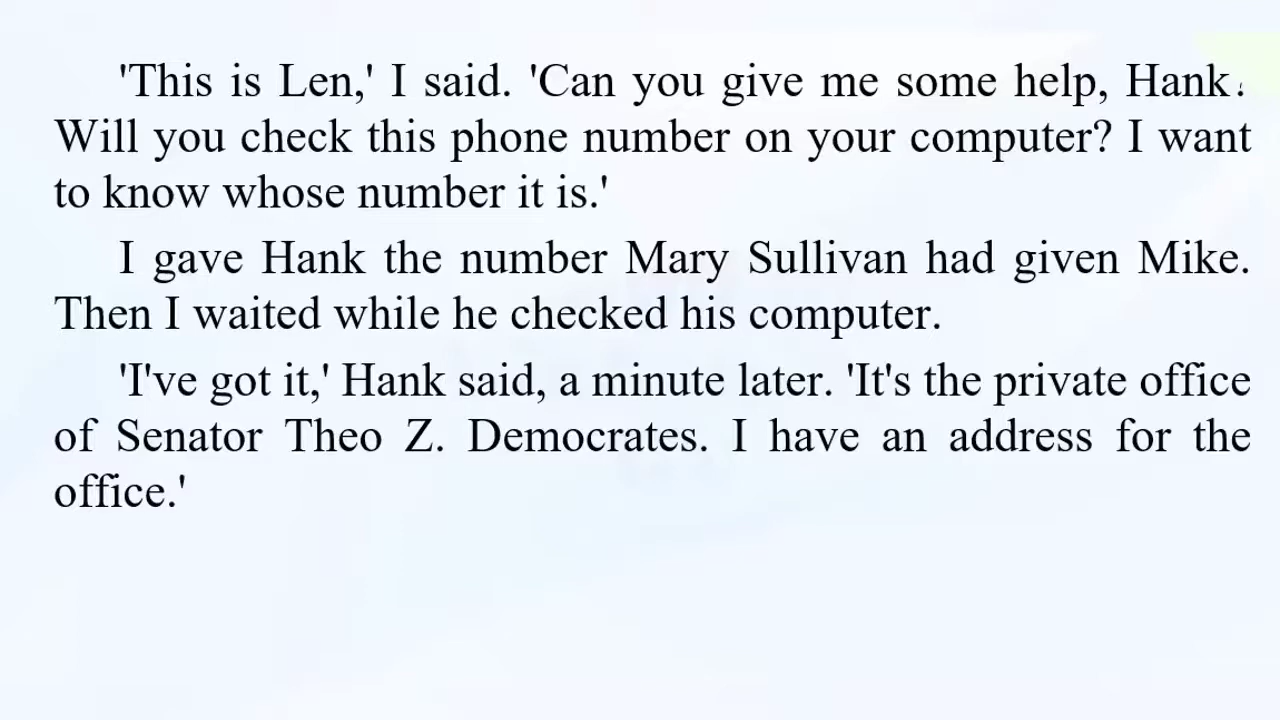 'This is Len,' I said. 'Can you give me some help, Hank?
Will you check this phone number on your computer? I want
to know whose number it is.'
I gave Hank the number Mary Sullivan had given Mike.
Then I waited while he checked his computer.
'I've got it,' Hank said, a minute later. 'It's the private office
of Senator Theo Z. Democrates. I have an address for the
office.'